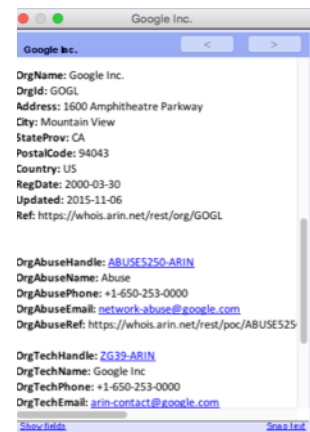 Google Inc.
Google Inc.
<
>
OrgName: Google Inc.
OrgId: GOGL
Address: 1600 Amphitheatre Parkway
City: Mountain View
StateProv: CA
PostalCode: 94043
Country: US
RegDate: 2000-03-30
Updated: 2015-11-06
Ref: https://whois.arin.net/rest/org/GOGL
OrgAbuseHandle: ABUSE5250-ARIN
OrgAbuseName: Abuse
OrgAbusePhone: +1-650-253-0000
OrgAbuseEmail: network-abuse@google.com
OrgAbuseRef: https://whois.arin.net/rest/poc/ABUSE525
OrgTechHandle: ZG39-ARIN
OrgTechName: Google Inc
OrgTechPhone: +1-650-253-0000
OrgTechEmail: arin-contact@google.com
Show fields
Snap text